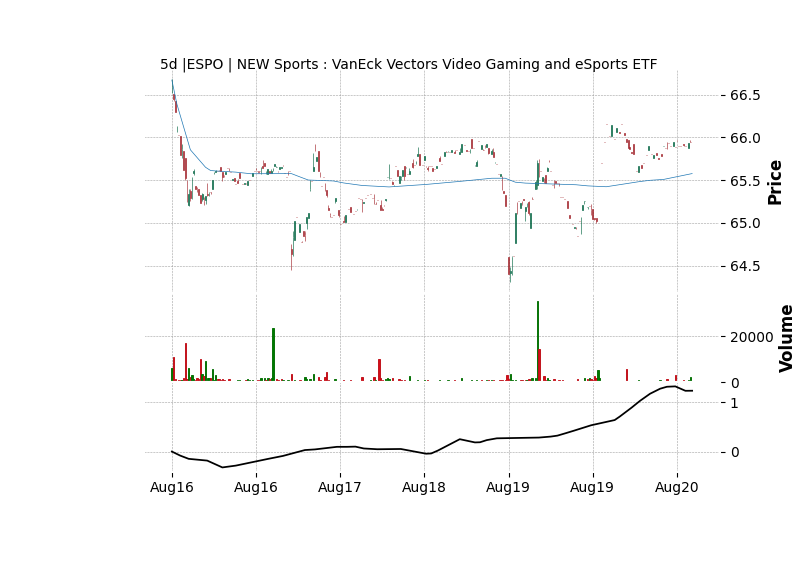 5d |ESPO | NEW Sports : VanEck Vectors Video Gaming and eSports ETF
66.5
66.0
65.5
65.0
64.5
Price
20000
0
Volume
1
0
Aug16 Aug16 Aug17 Aug18 Aug19 Aug19 Aug20